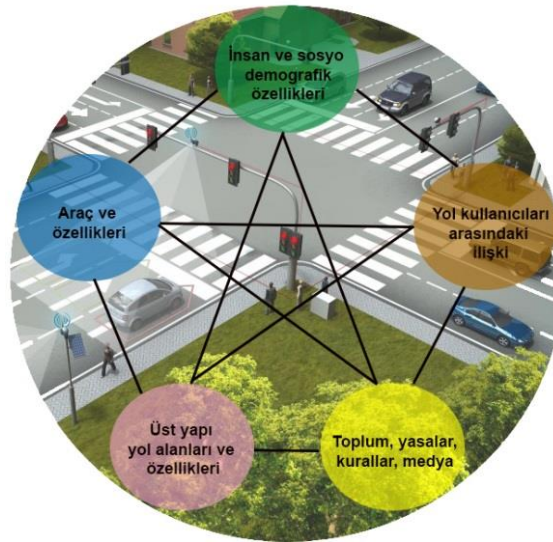 İnsan ve sosyo
demografik
özellikleri
Araç ve
özellikleri
Yol kullanıcıları
arasındaki
ilişki
Üst yapı
yol alanları ve
özellikleri
Toplum, yasalar,
kurallar, medya